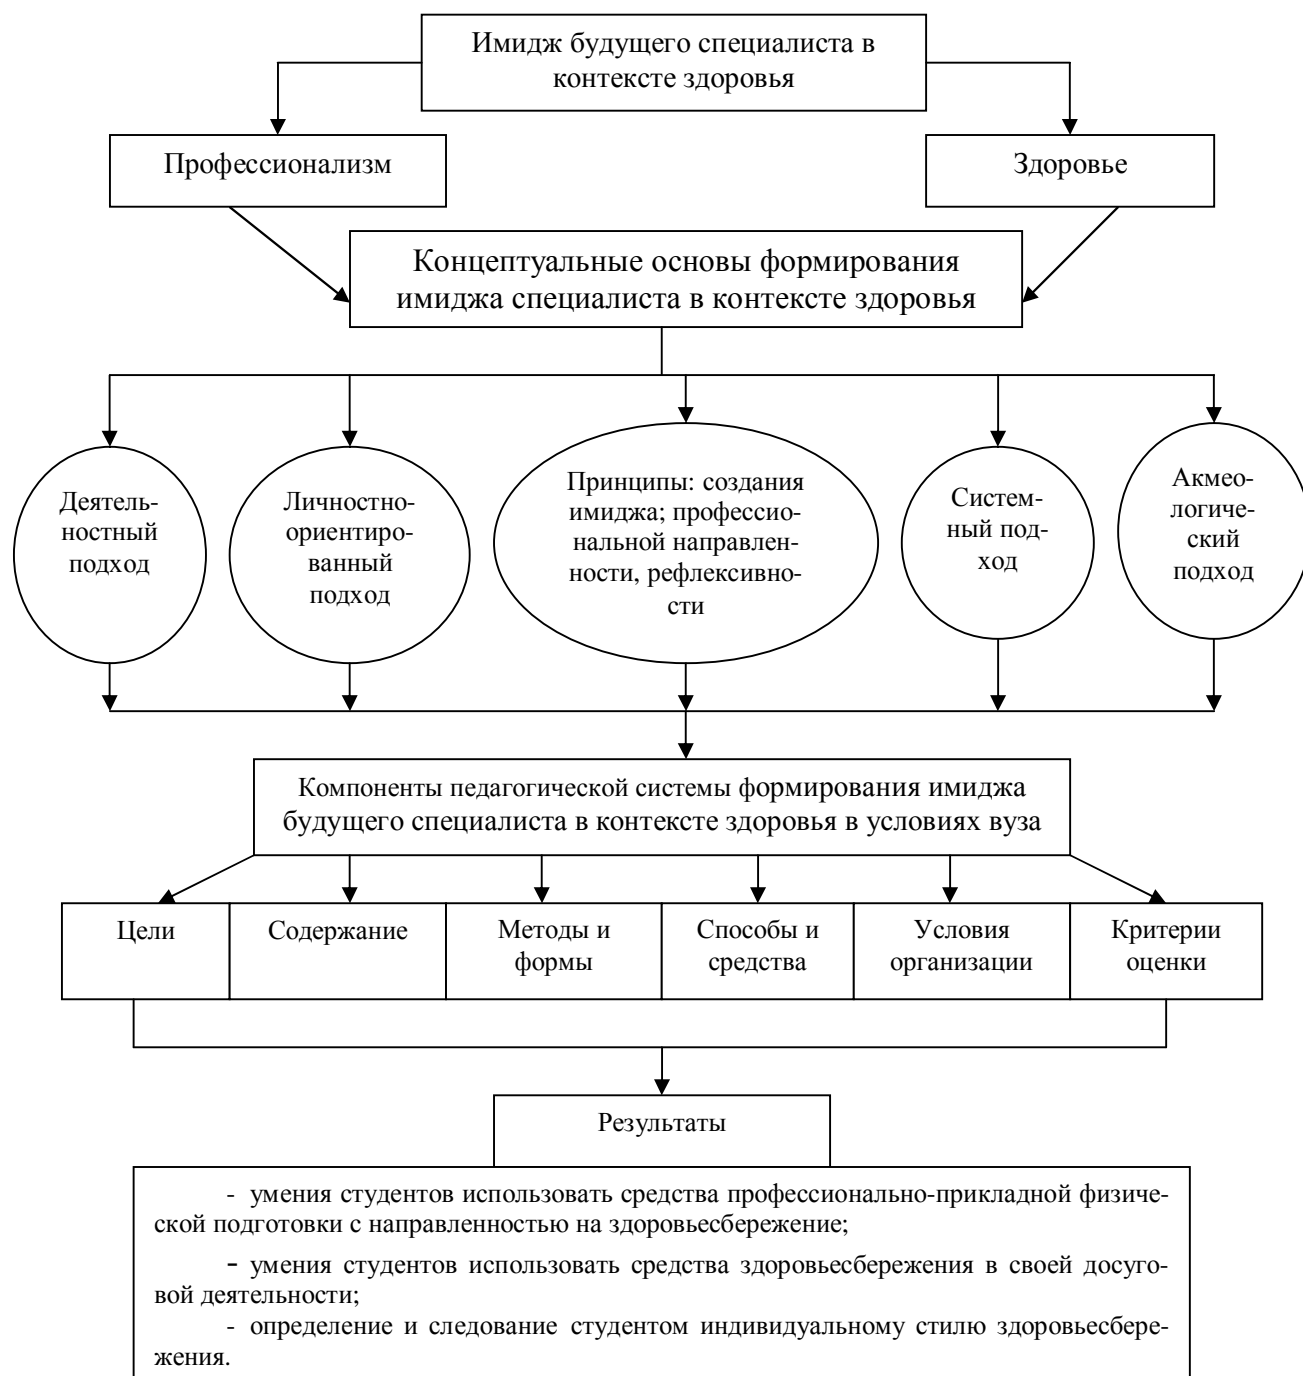 Имидж будущего специалиста в
контексте здоровья
Профессионализм
Здоровье
Концептуальные основы формирования
имиджа специалиста в контексте здоровья
Деятель-
ностный
подход
Личностно-
ориентиро-
ванный
подход
Принципы: создания
имиджа; профессио-
нальной направлен-
ности, рефлексивно-
сти
Систем-
ный под-
ход
Акмео-
логиче-
ский
подход
Компоненты педагогической системы формирования имиджа
будущего специалиста в контексте здоровья в условиях вуза
Цели
Содержание
Методы и
формы
Способы и
средства
Условия
организации
Критерии
оценки
Результаты
- умения студентов использовать средства профессионально-прикладной физиче-
ской подготовки с направленностью на здоровьесбережение;
- умения студентов использовать средства здоровьесбережения в своей досуго-
вой деятельности;
- определение и следование студентом индивидуальному стилю здоровьесбере-
жения.